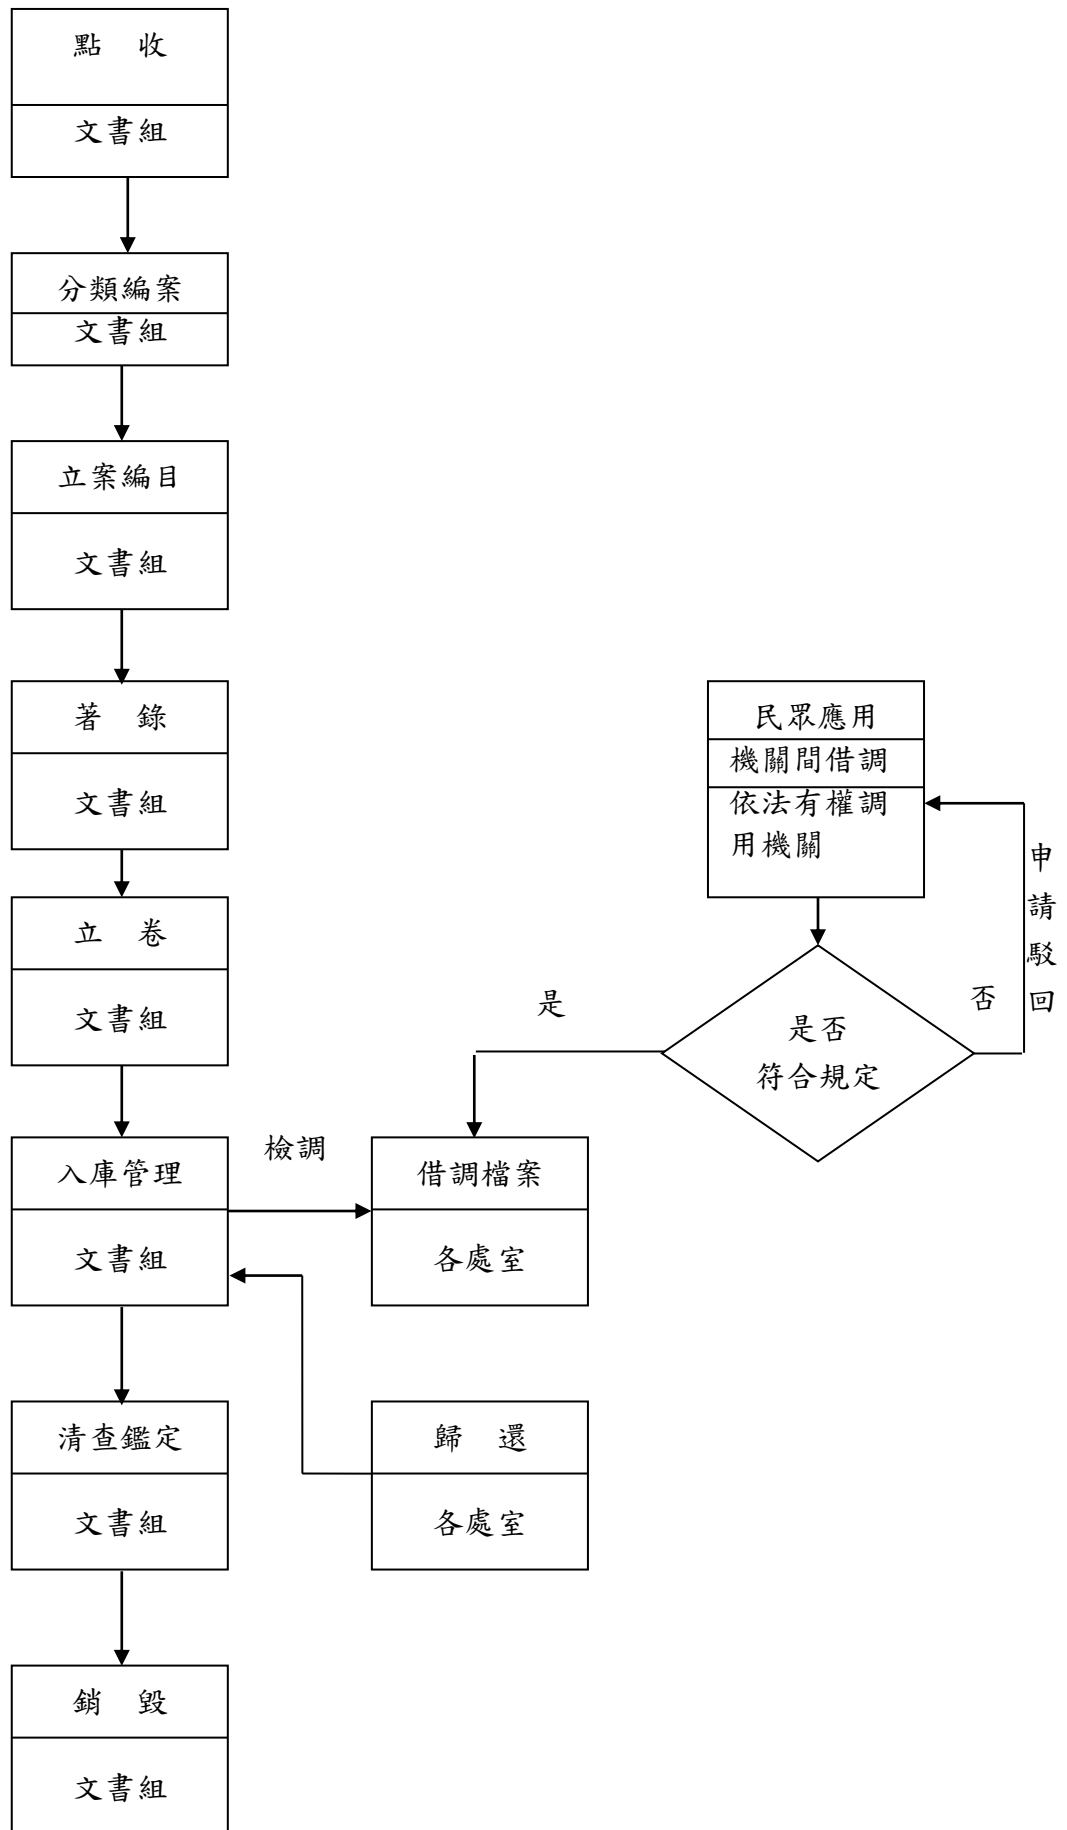 點 收
文書組
分類編案
文書組
立案編目
文書組
著 錄
文書組
立 卷
文書組
入庫管理
文書組
檢調
借調檔案
各處室
清查鑑定
文書組
歸 還
各處室
銷 毀
文書組
民眾應用
機關間借調
依法有權調
用機關
是否
符合規定
是
否
申請駁回